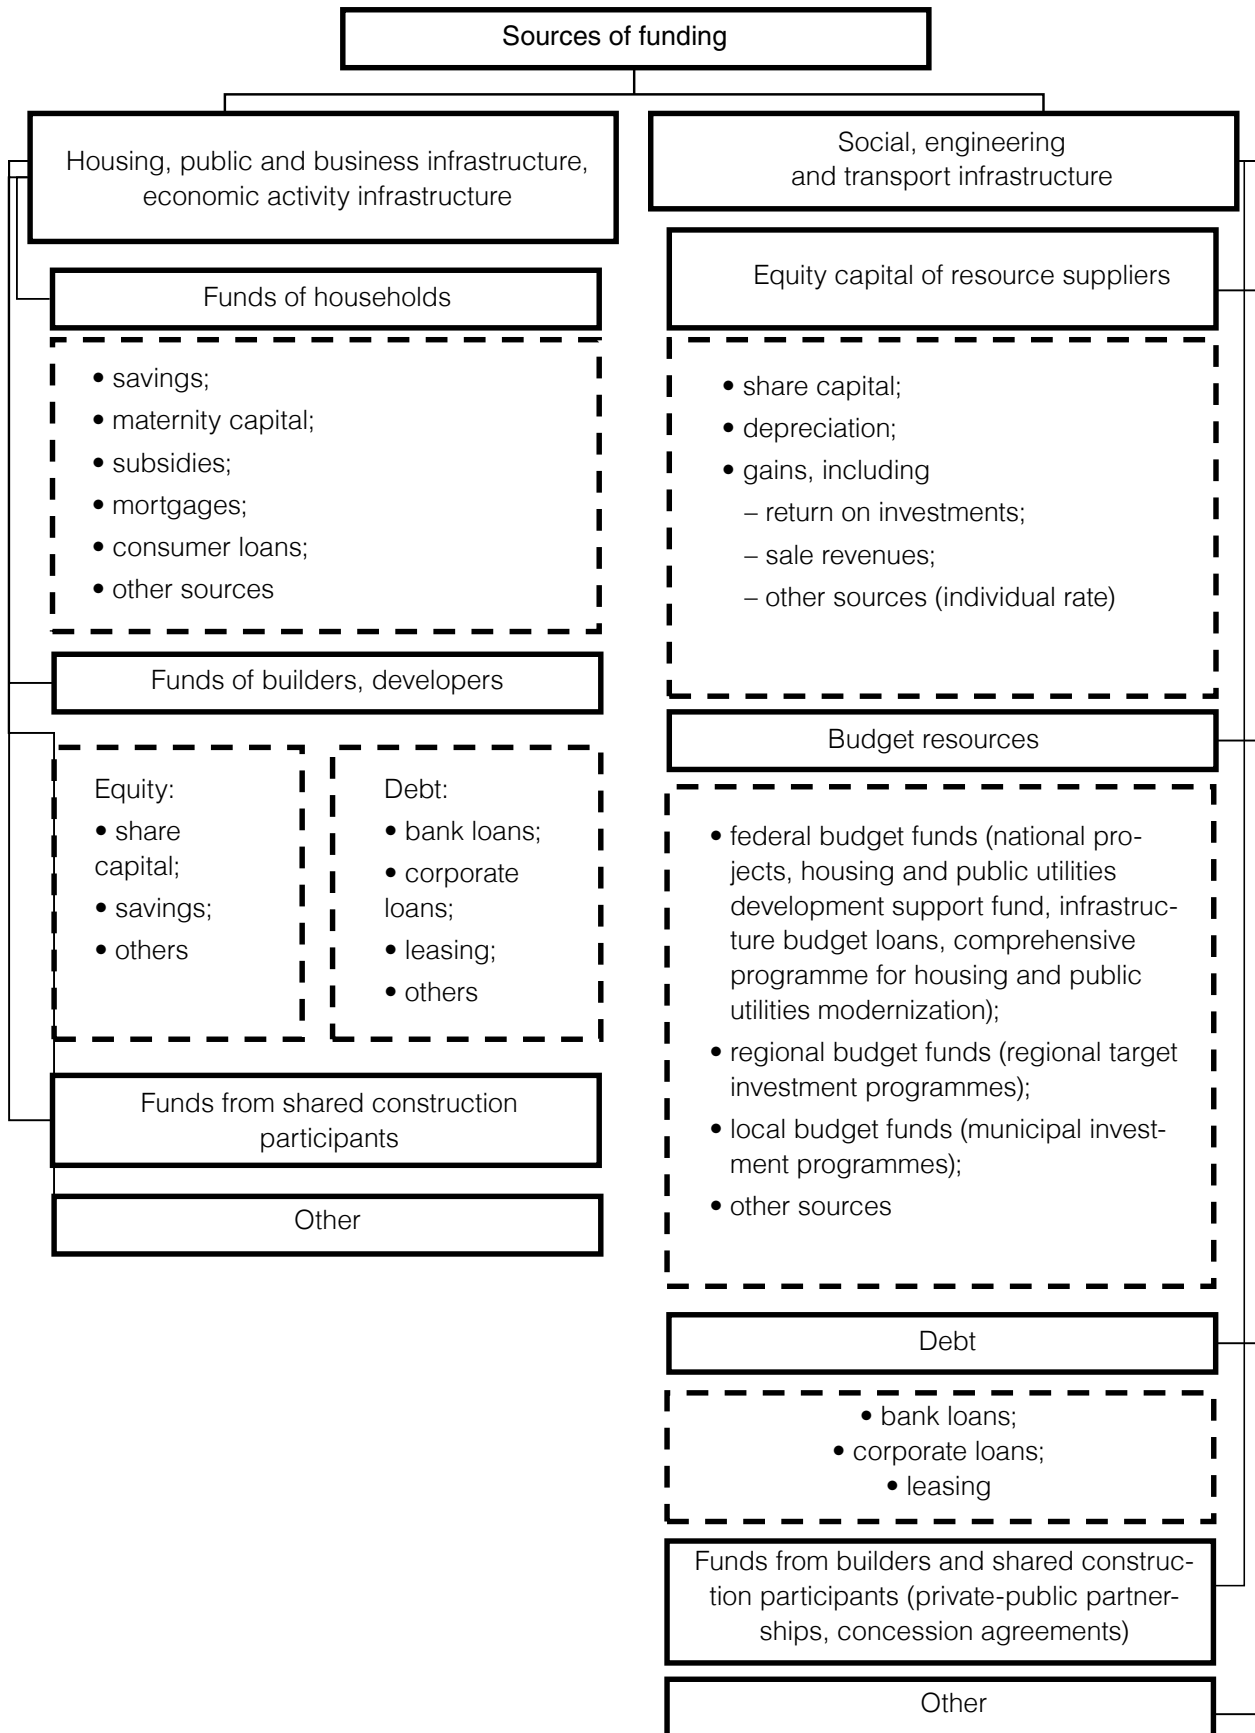 Sources of funding
Housing, public and business infrastructure,
economic activity infrastructure
Funds of households
• savings;
• maternity capital;
• subsidies;
• mortgages;
• consumer loans;
• other sources
Funds of builders, developers
Equity:
• share
capital;
• savings;
• others
Debt:
• bank loans;
• corporate
loans;
• leasing;
• others
Funds from shared construction
participants
Other
Social, engineering
and transport infrastructure
Equity capital of resource suppliers
• share capital;
• depreciation;
• gains, including
– return on investments;
– sale revenues;
– other sources (individual rate)
Budget resources
• federal budget funds (national pro-
jects, housing and public utilities
development support fund, infrastruc-
ture budget loans, comprehensive
programme for housing and public
utilities modernization);
• regional budget funds (regional target
investment programmes);
• local budget funds (municipal invest-
ment programmes);
• other sources
Debt
• bank loans;
• corporate loans;
• leasing
Funds from builders and shared construc-
tion participants (private-public partner-
ships, concession agreements)
Other